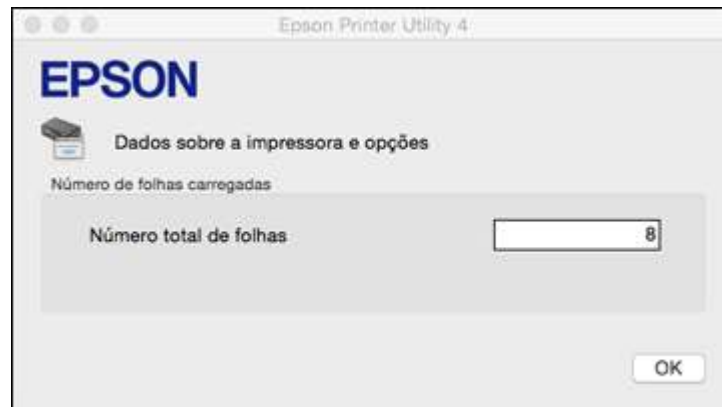 Epson Printer Utility 4
EPSON
Dados sobre a impressora e opções
Número de folhas carregadas
Número total de folhas 8
OK